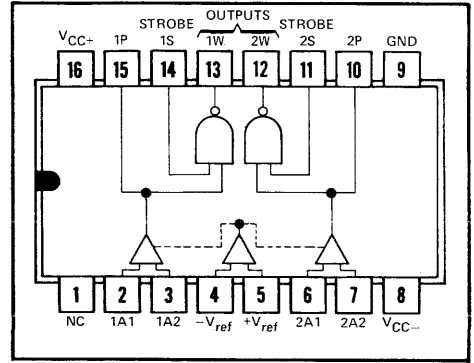 STROBE OUTPUTS STROBE
VCC+ 1P 1S 1W 2W 2S 2P GND
16 15 14 13 12 11 10 9
1 2 3 4 5 6 7 8
NC 1A1 1A2 −Vref +Vref 2A1 2A2 VCC−